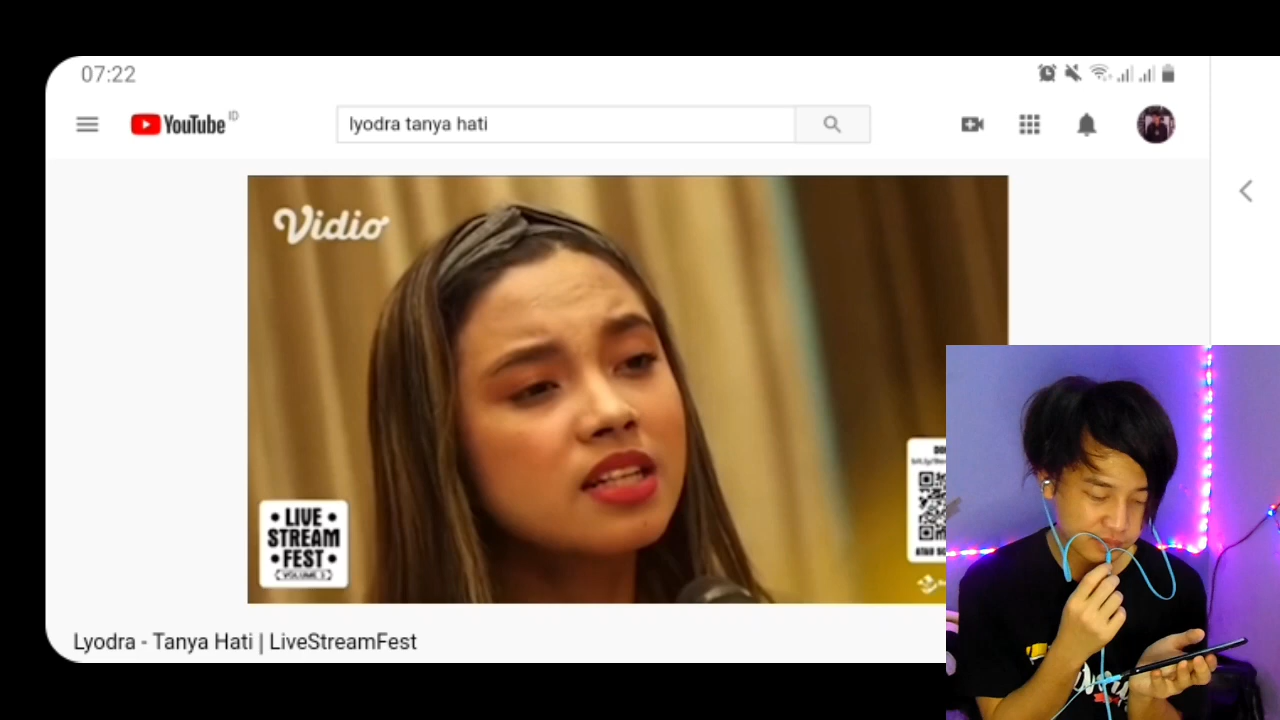 07:22
YouTube ID
lyodra tanya hati
Vidio
• LIVE •
STREAM
• FEST •
VOLUME 3
Lyodra - Tanya Hati | LiveStreamFest